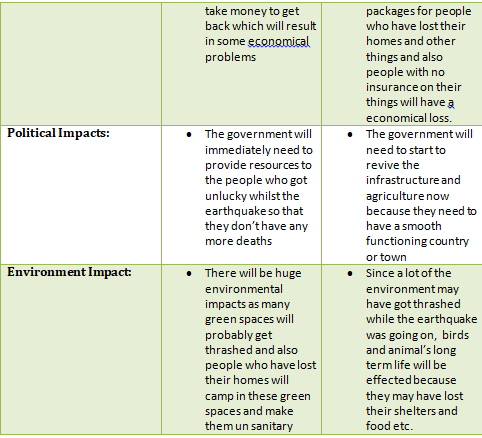 take money to get
back which will result
in some economical
problems
packages for people
who have lost their
homes and other
things and also
people with no
insurance on their
things will have a
economical loss.
Political Impacts:
• The government will
immediately need to
provide resources to
the people who got
unlucky whilst the
earthquake so that
they don't have any
more deaths
• The government will
need to start to
revive the
infrastructure and
agriculture now
because they need to
have a smooth
functioning country
or town
Environment Impact:
• There will be huge
environmental
impacts as many
green spaces will
probably get
thrashed and also
people who have lost
their homes will
camp in these green
spaces and make
them un sanitary
• Since a lot of the
environment may
have got thrashed
while the earthquake
was going on, birds
and animal's long
term life will be
effected because
they may have lost
their shelters and
food etc.